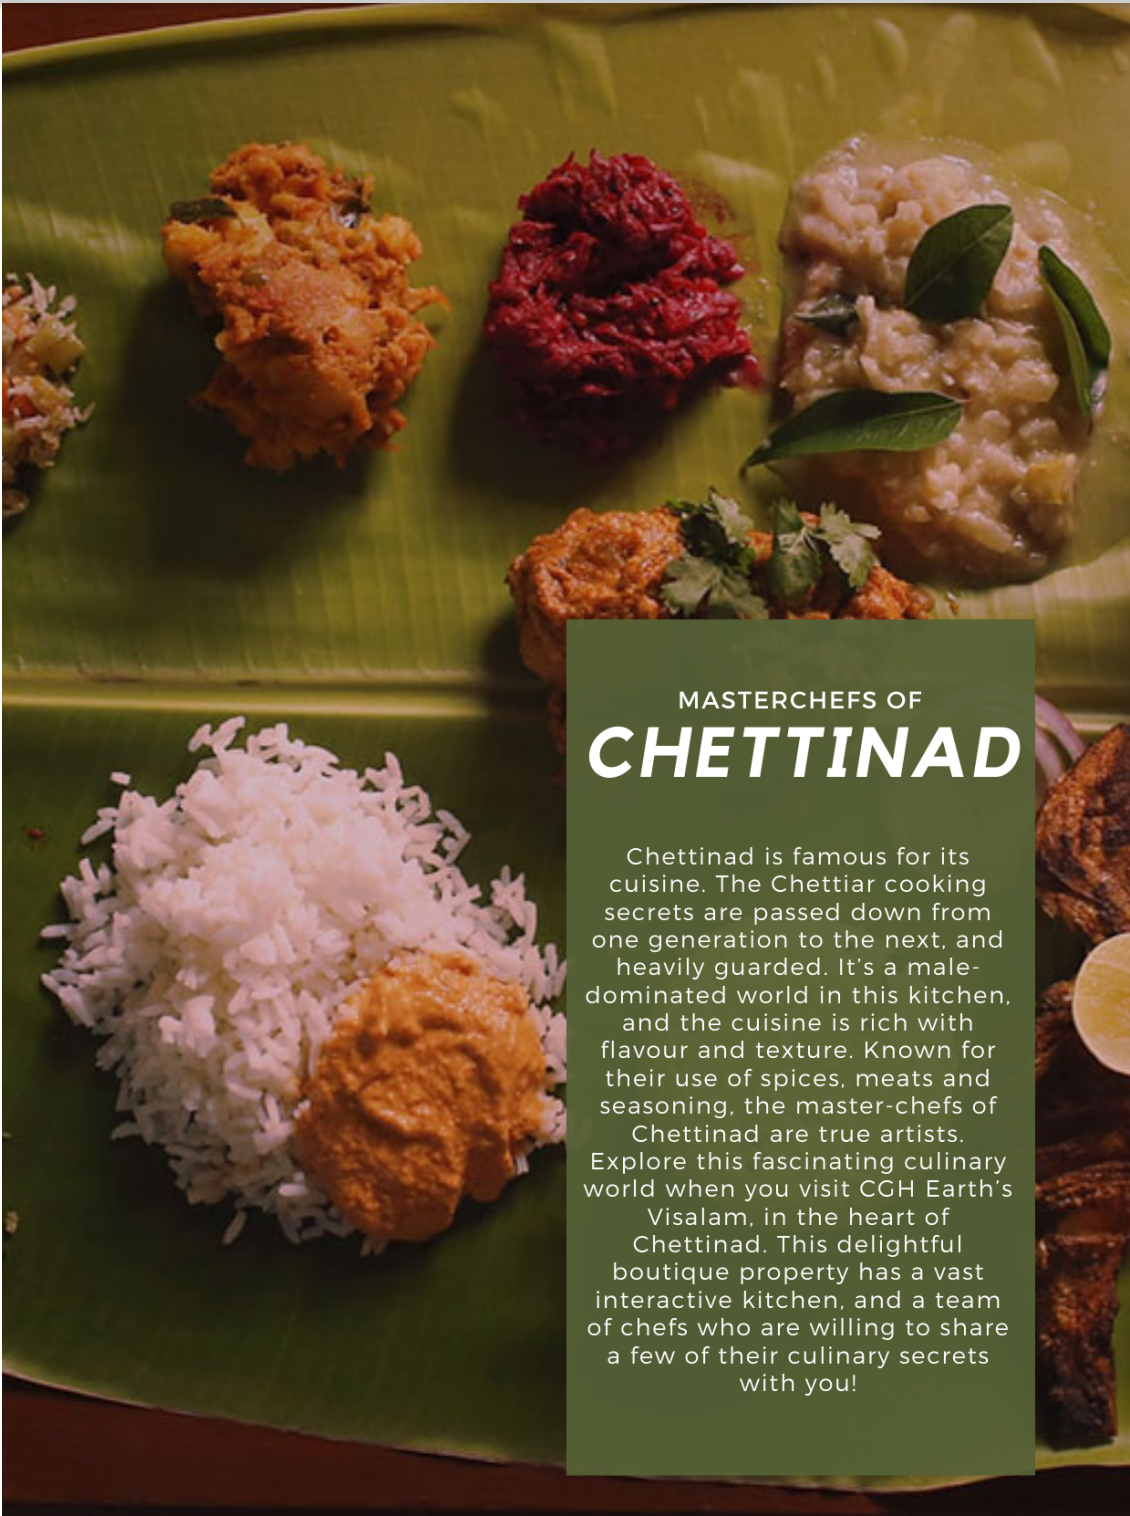 MASTERCHEFS OF
CHETTINAD
Chettinad is famous for its
cuisine. The Chettiar cooking
secrets are passed down from
one generation to the next, and
heavily guarded. It’s a male-
dominated world in this kitchen,
and the cuisine is rich with
flavour and texture. Known for
their use of spices, meats and
seasoning, the master-chefs of
Chettinad are true artists.
Explore this fascinating culinary
world when you visit CGH Earth’s
Visalam, in the heart of
Chettinad. This delightful
boutique property has a vast
interactive kitchen, and a team
of chefs who are willing to share
a few of their culinary secrets
with you!